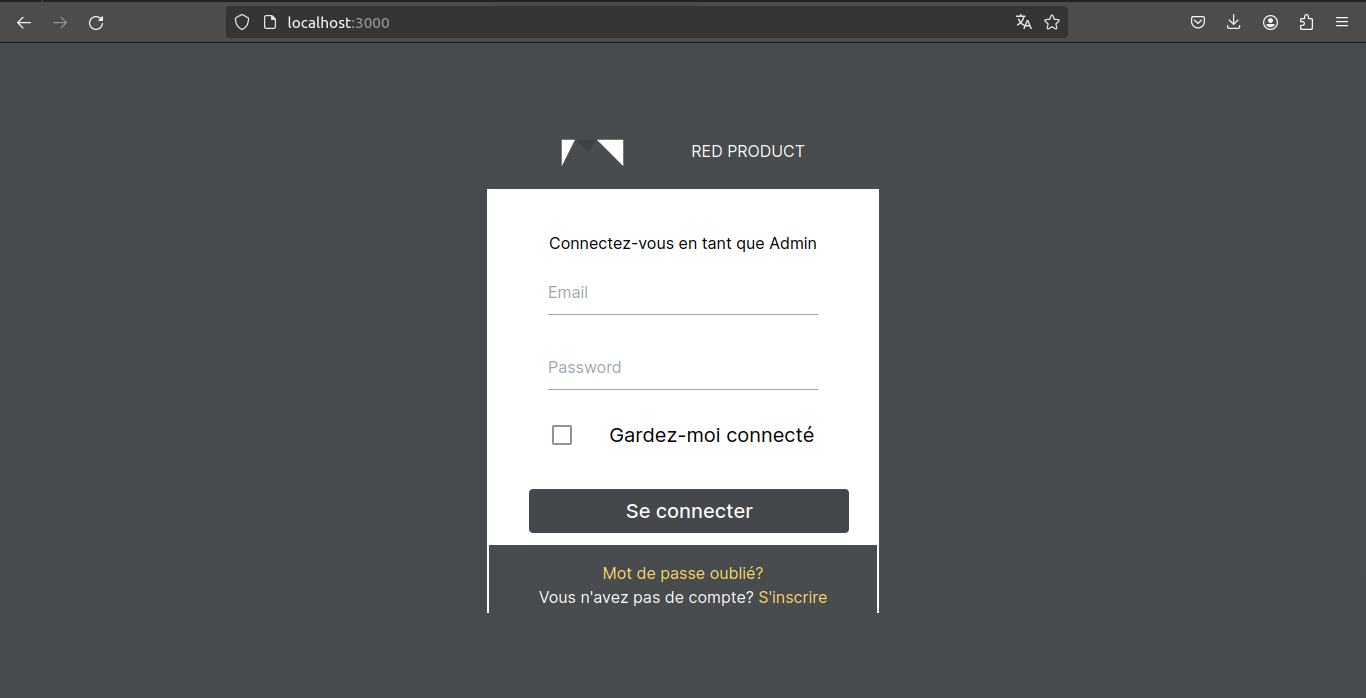 localhost:3000
RED PRODUCT
Connectez-vous en tant que Admin
Email
Password
Gardez-moi connecté
Se connecter
Mot de passe oublié?
Vous n'avez pas de compte? S'inscrire